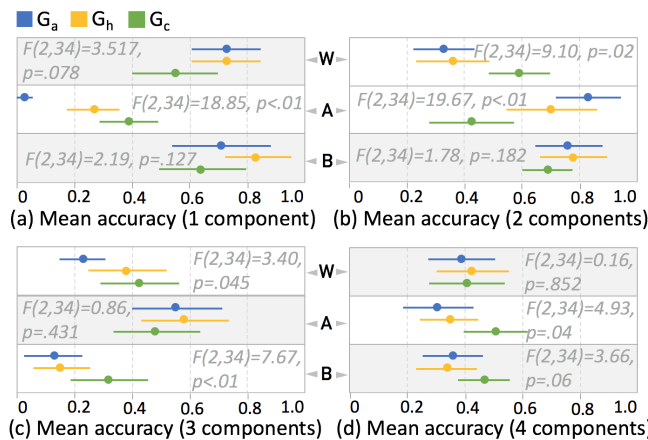 Ga Gh Gc
F(2,34)=3.517,
p=.078
W
F(2,34)=9.10, p=.02
F(2,34)=18.85, p<.01
A
F(2,34)=19.67, p<.01
F(2,34)=2.19, p=.127
B
F(2,34)=1.78, p=.182
0.0 0.2 0.4 0.6 0.8 1.0
0.0 0.2 0.4 0.6 0.8 1.0
(a) Mean accuracy (1 component)
(b) Mean accuracy (2 components)
F(2,34)=3.40,
p=.045
W
F(2,34)=0.16,
p=.852
F(2,34)=0.86,
p=.431
A
F(2,34)=4.93,
p=.04
F(2,34)=7.67,
p<.01
B
F(2,34)=3.66,
p=.06
0.0 0.2 0.4 0.6 0.8 1.0
0.0 0.2 0.4 0.6 0.8 1.0
(c) Mean accuracy (3 components)
(d) Mean accuracy (4 components)